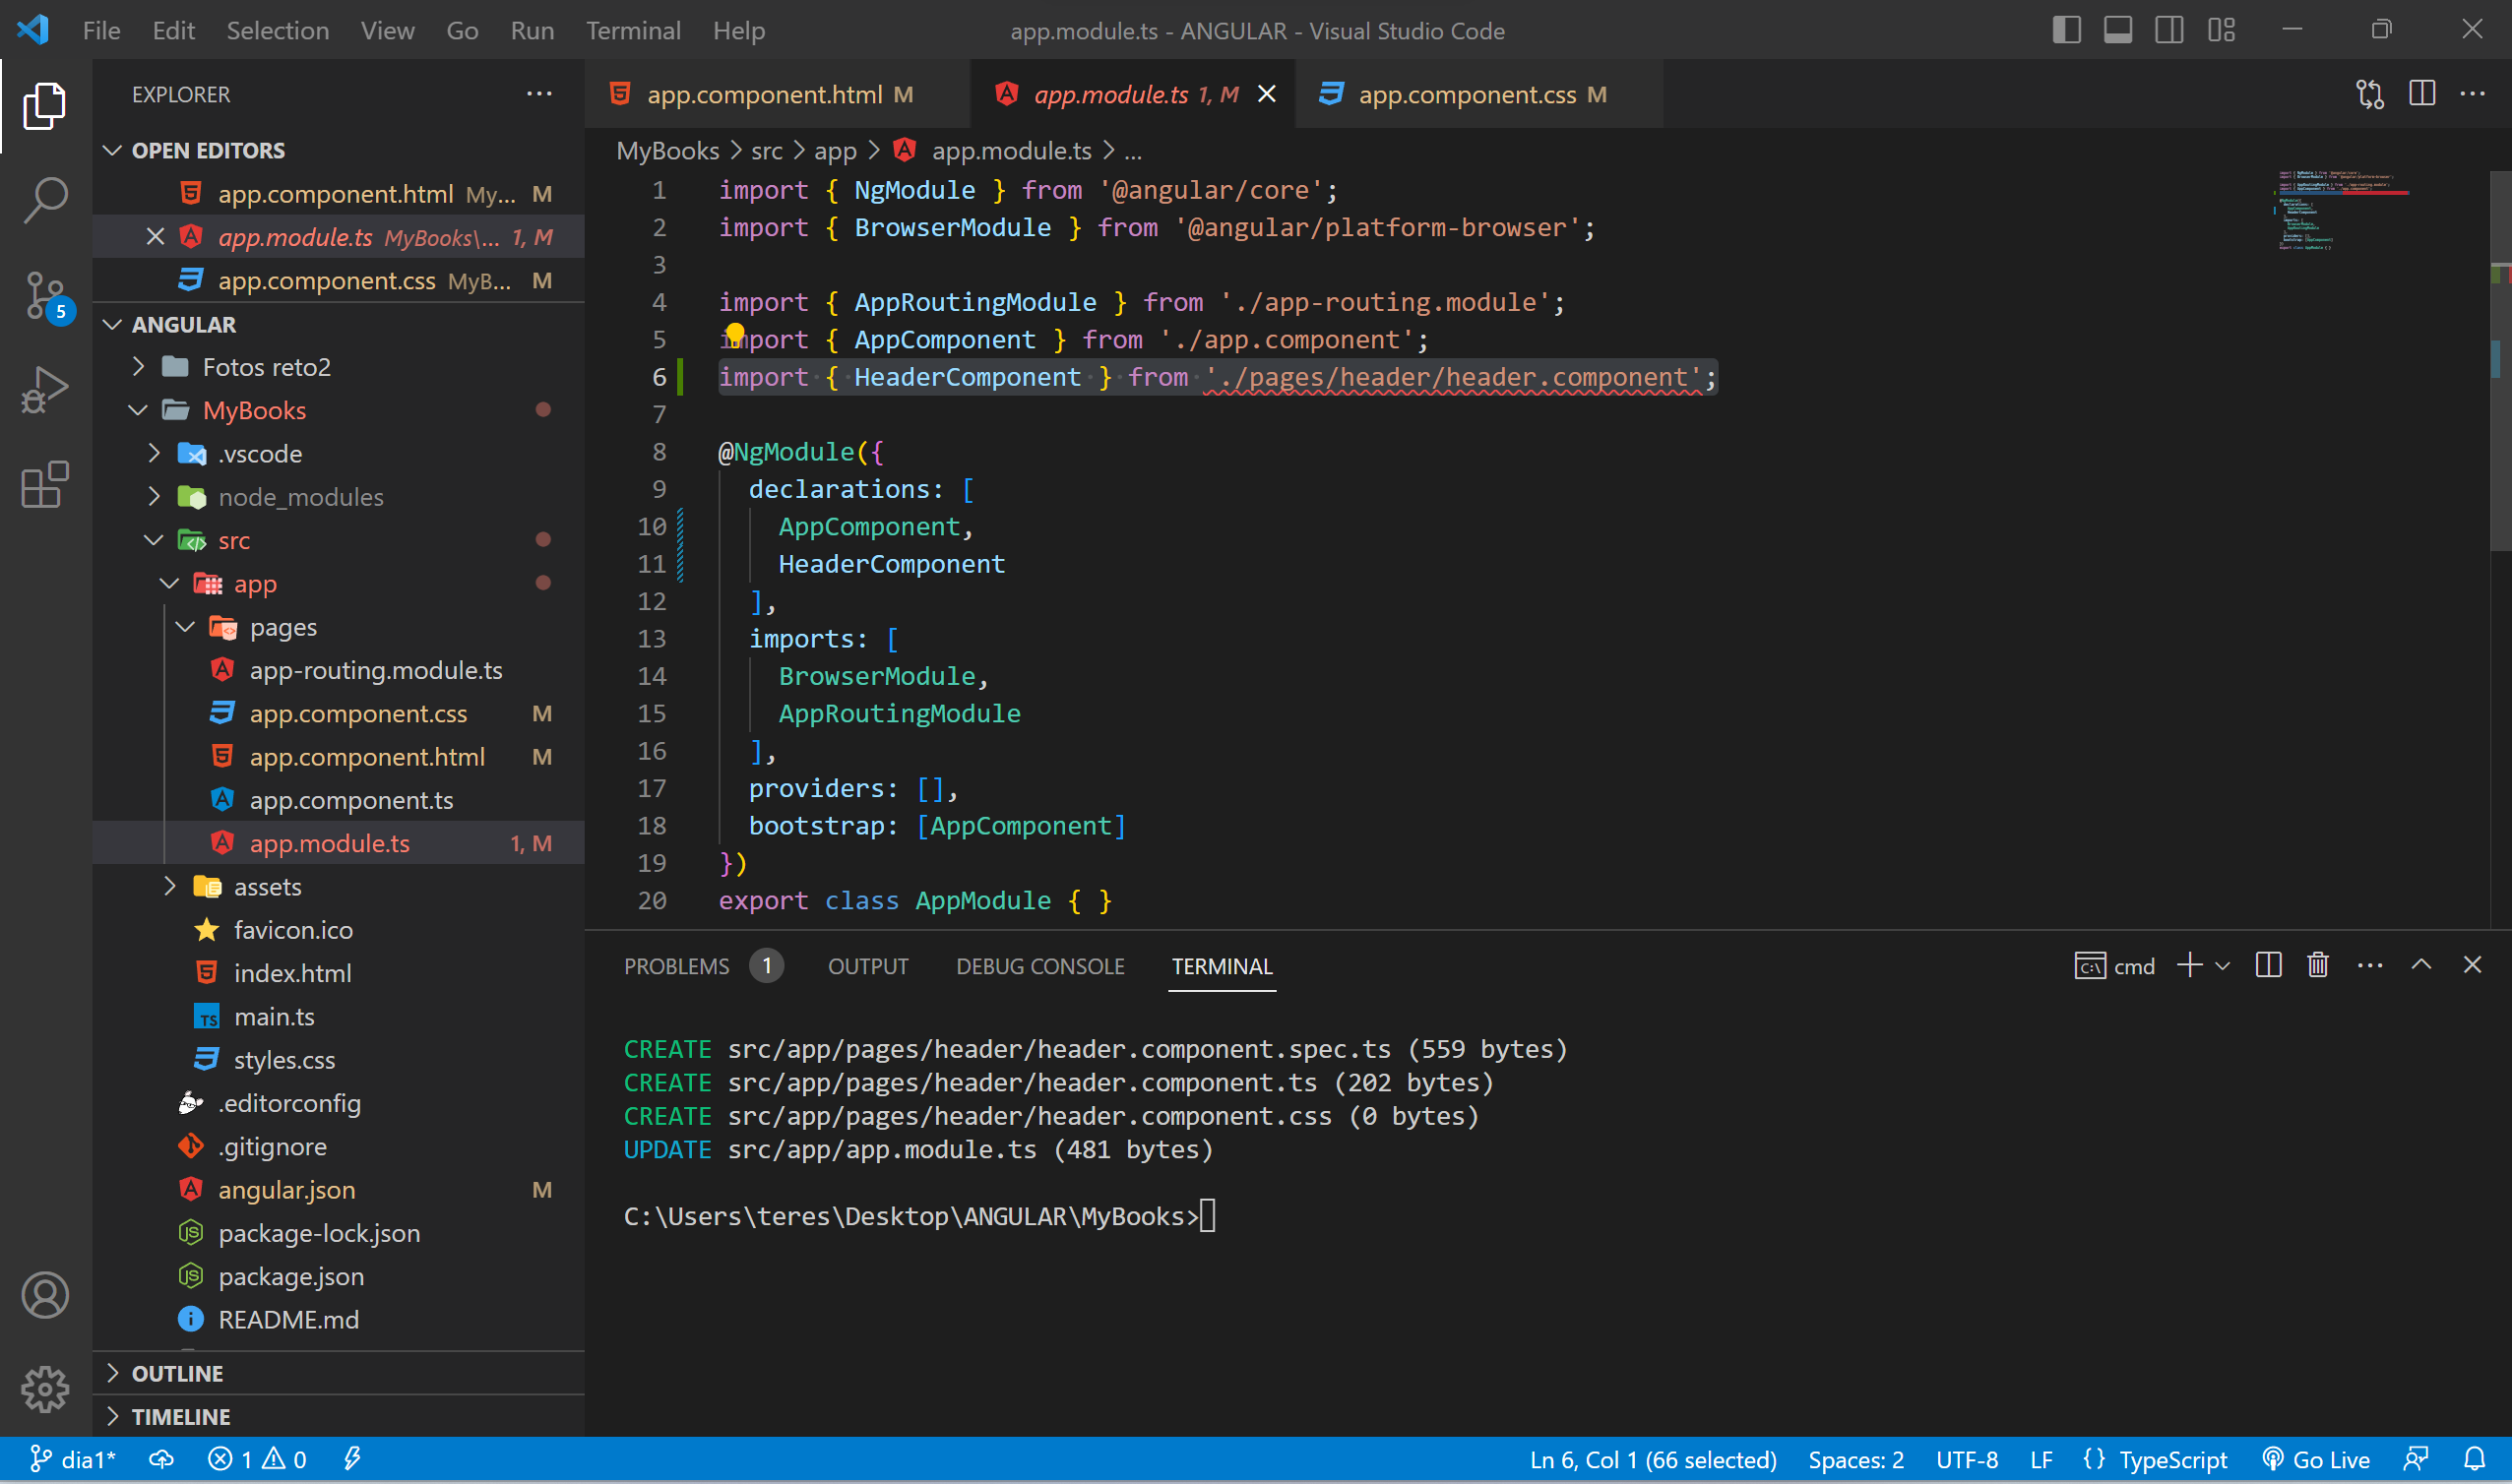 File Edit Selection View Go Run Terminal Help
app.module.ts - ANGULAR - Visual Studio Code
EXPLORER
OPEN EDITORS
app.component.html My... M
app.module.ts MyBooks\... 1, M
app.component.css MyB... M
ANGULAR
Fotos reto2
MyBooks
.vscode
node_modules
src
app
pages
app-routing.module.ts
app.component.css M
app.component.html M
app.component.ts
app.module.ts 1, M
assets
favicon.ico
index.html
main.ts
styles.css
.editorconfig
.gitignore
angular.json M
package-lock.json
package.json
README.md
OUTLINE
TIMELINE
5
app.component.html M
app.module.ts 1, M
app.component.css M
MyBooks > src > app > app.module.ts > ...
1 import { NgModule } from '@angular/core';
2 import { BrowserModule } from '@angular/platform-browser';
3
4 import { AppRoutingModule } from './app-routing.module';
5 import { AppComponent } from './app.component';
6 import { HeaderComponent } from './pages/header/header.component';
7
8 @NgModule({
9 declarations: [
10 AppComponent,
11 HeaderComponent
12 ],
13 imports: [
14 BrowserModule,
15 AppRoutingModule
16 ],
17 providers: [],
18 bootstrap: [AppComponent]
19 })
20 export class AppModule { }
PROBLEMS 1 OUTPUT DEBUG CONSOLE TERMINAL
cmd
CREATE src/app/pages/header/header.component.spec.ts (559 bytes)
CREATE src/app/pages/header/header.component.ts (202 bytes)
CREATE src/app/pages/header/header.component.css (0 bytes)
UPDATE src/app/app.module.ts (481 bytes)
C:\Users\teres\Desktop\ANGULAR\MyBooks>
dia1* 1 0
Ln 6, Col 1 (66 selected) Spaces: 2 UTF-8 LF {} TypeScript Go Live